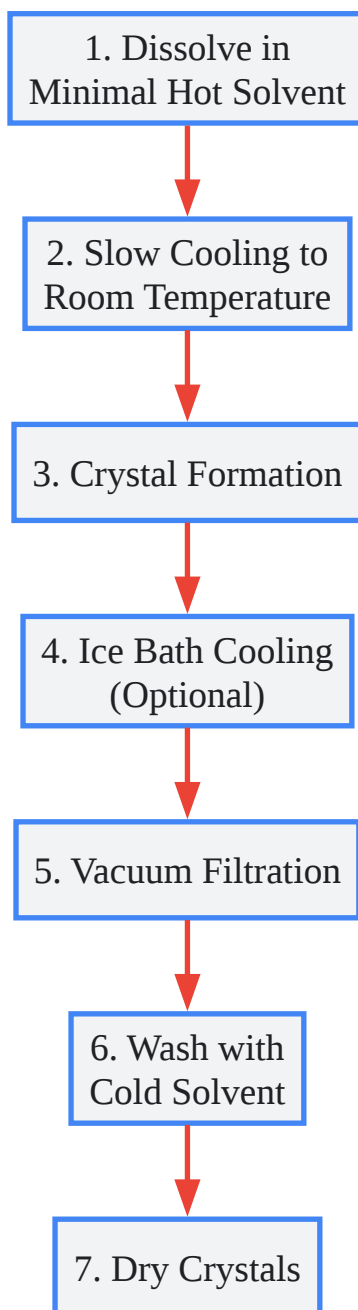 1. Dissolve in
Minimal Hot Solvent
2. Slow Cooling to
Room Temperature
3. Crystal Formation
4. Ice Bath Cooling
(Optional)
5. Vacuum Filtration
6. Wash with
Cold Solvent
7. Dry Crystals